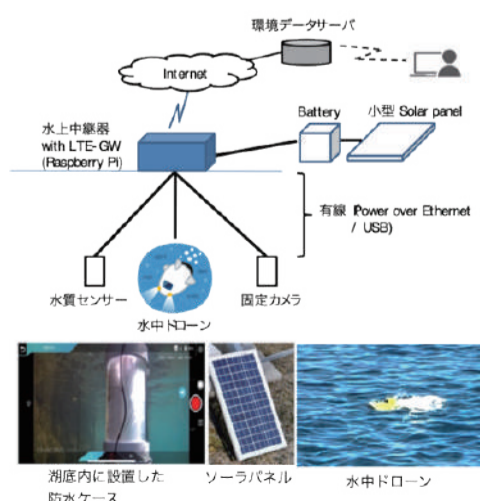 環境データサーバ
Internet
水上中継器
with LTE-GW
(Raspberry Pi)
Battery
小型 Solar panel
有線 (Power over Ethernet
/ USB)
水質センサー
水中ドローン
固定カメラ
湖底内に設置した
防水ケース
ソーラパネル
水中ドローン